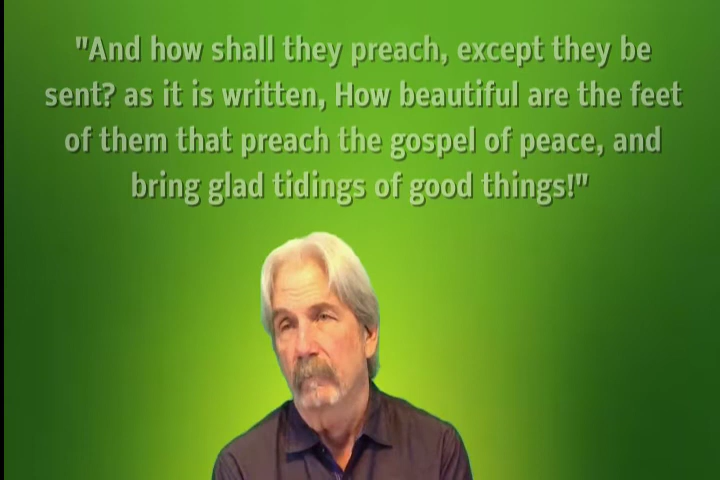 "And how shall they preach, except they be
sent? as it is written, How beautiful are the feet
of them that preach the gospel of peace, and
bring glad tidings of good things!"